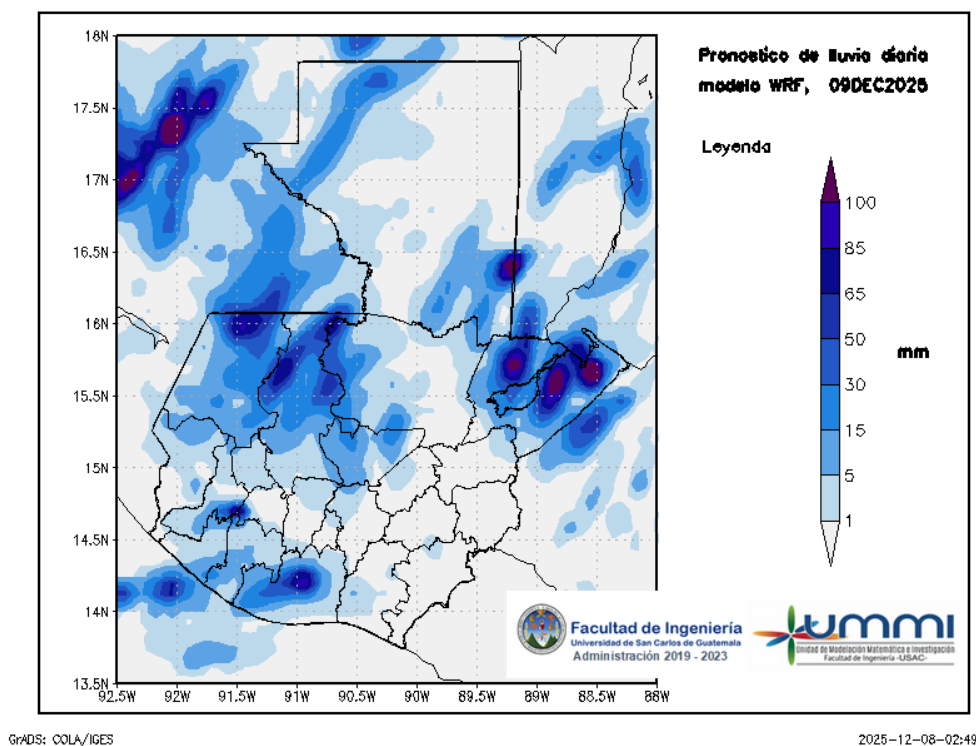 Pronostico de lluvia diaria
modelo WRF, 09DEC2025
Leyenda
100
85
65
50
30
15
5
1
mm
18N
17.5N
17N
16.5N
16N
15.5N
15N
14.5N
14N
13.5N
92.5W
92W
91.5W
91W
90.5W
90W
89.5W
89W
88.5W
88W
Facultad de Ingeniería
Universidad de San Carlos de Guatemala
Administración 2019 - 2023
ummi
Unidad de Modelación Matemática e Investigación
Facultad de Ingeniería -USAC-
GrADS: COLA/IGES
2025-12-08-02:49